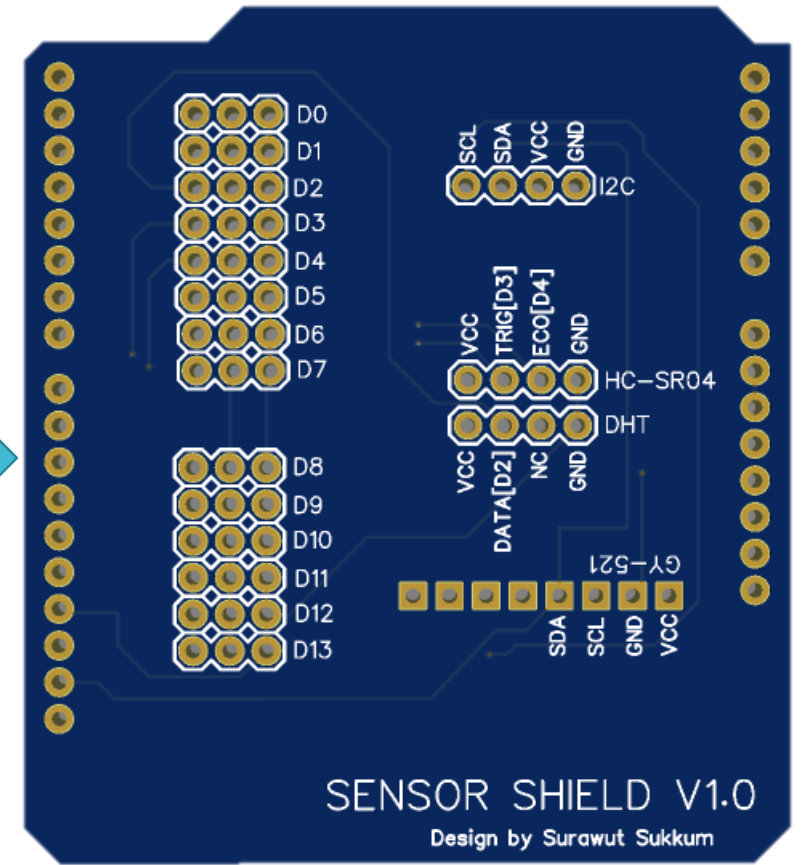 D0
D1
D2
D3
D4
D5
D6
D7
D8
D9
D10
D11
D12
D13
SCL
SDA
VCC
GND
I2C
VCC
TRIG[D3]
ECO[D4]
GND
HC-SR04
DHT
VCC
DATA[D2]
NC
GND
GY-521
SDA
SCL
GND
VCC
SENSOR SHIELD V1.0
Design by Surawut Sukkum